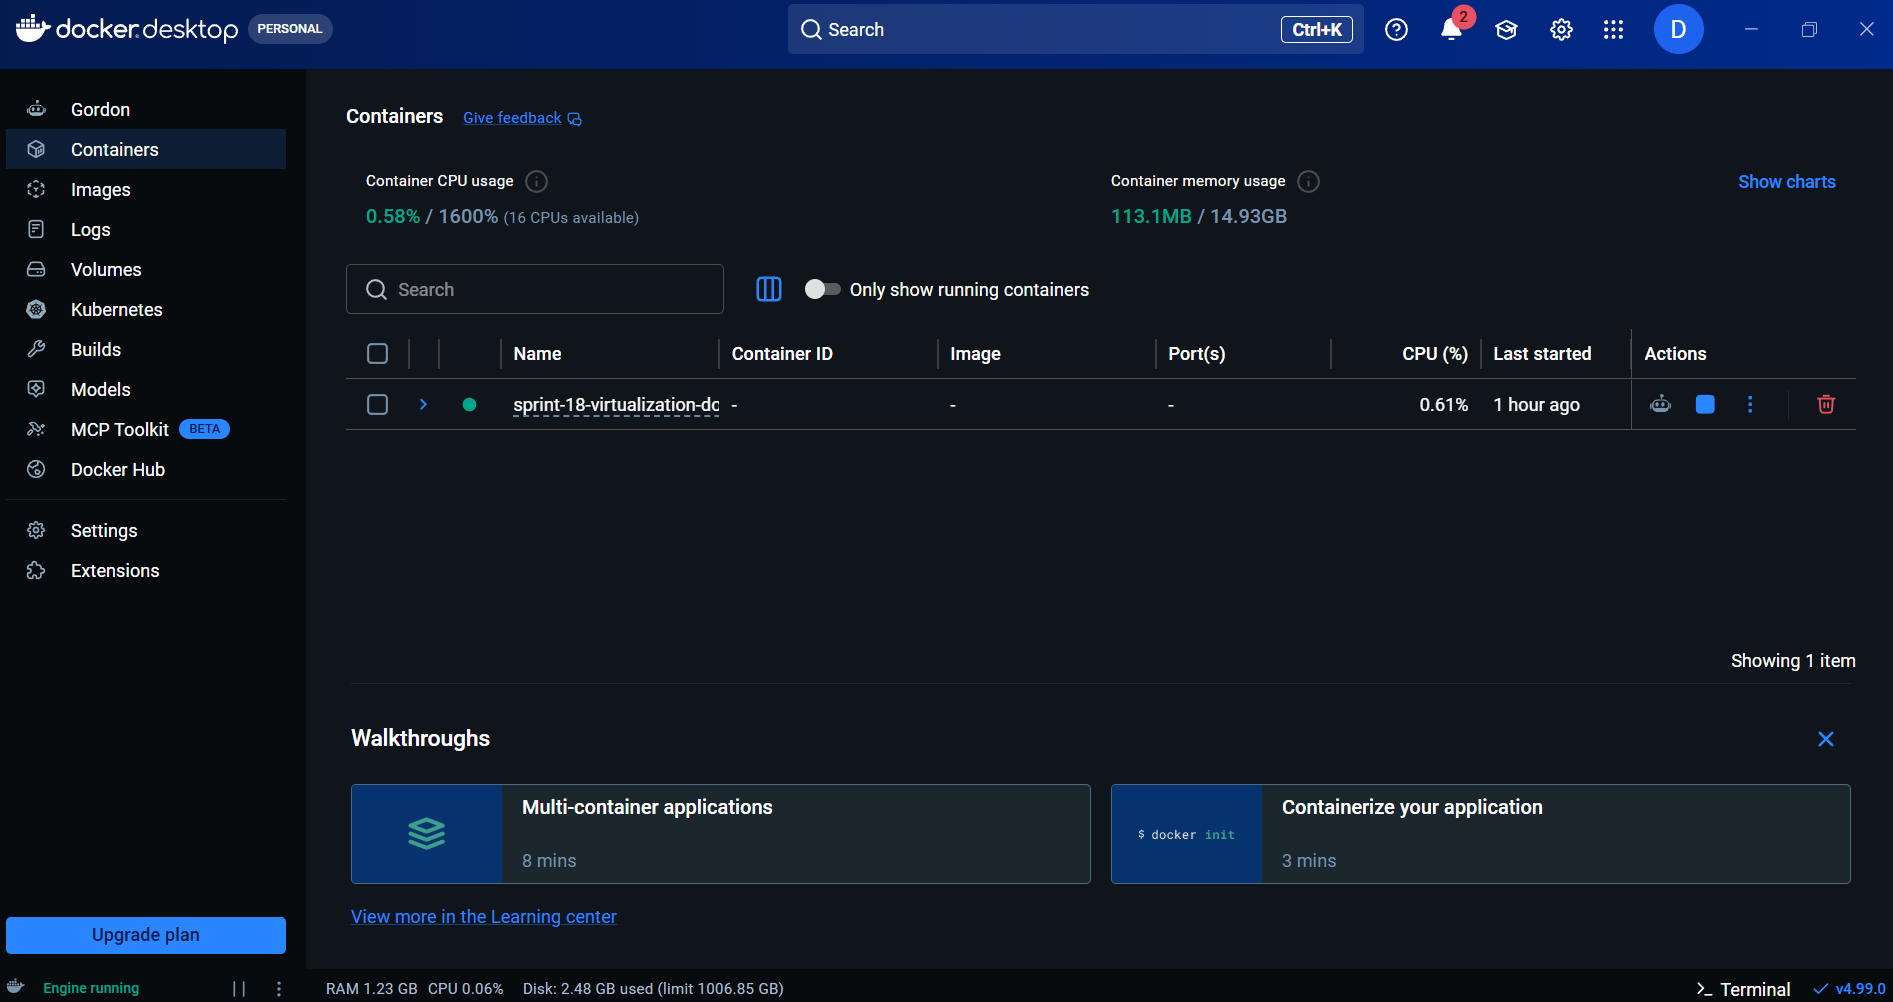 docker.desktop PERSONAL
Search Ctrl+K
2
D
Gordon
Containers
Images
Logs
Volumes
Kubernetes
Builds
Models
MCP Toolkit BETA
Docker Hub
Settings
Extensions
Upgrade plan
Containers Give feedback
Container CPU usage
0.58% / 1600% (16 CPUs available)
Container memory usage
113.1MB / 14.93GB
Show charts
Search
Only show running containers
Name Container ID Image Port(s) CPU (%) Last started Actions
sprint-18-virtualization-do - - - 0.61% 1 hour ago
Showing 1 item
Walkthroughs
Multi-container applications
8 mins
$ docker init
Containerize your application
3 mins
View more in the Learning center
Engine running RAM 1.23 GB CPU 0.06% Disk: 2.48 GB used (limit 1006.85 GB) >_ Terminal v4.99.0